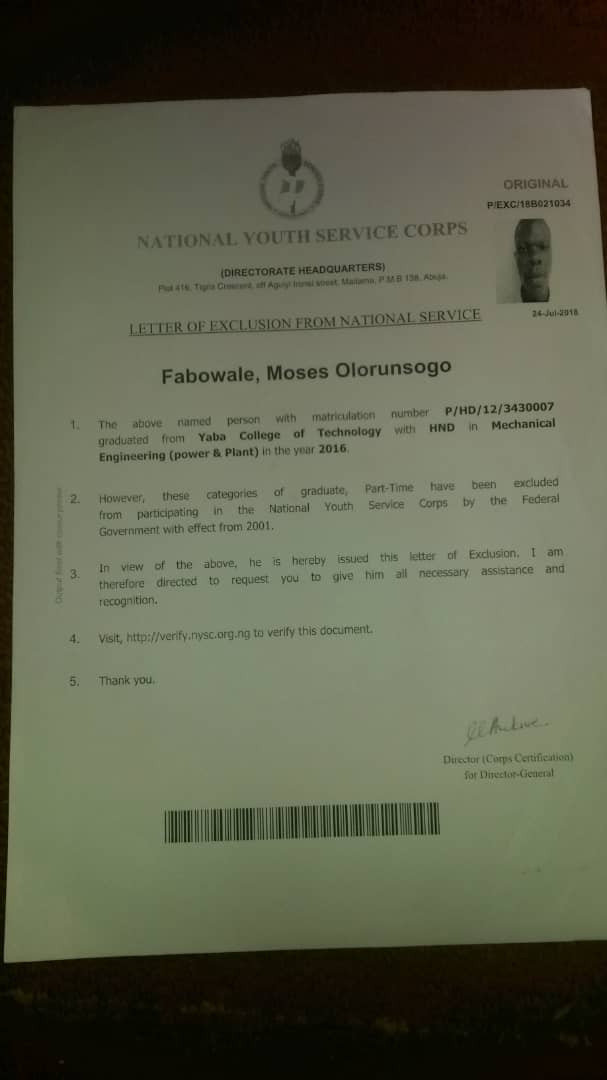 ORIGINAL
P/EXC/18B021034
NATIONAL YOUTH SERVICE CORPS
(DIRECTORATE HEADQUARTERS)
Plot 416, Tigris Crescent, off Aguiyi Ironsi street, Maitama, P.M.B 138, Abuja.
24-Jul-2018
LETTER OF EXCLUSION FROM NATIONAL SERVICE
Fabowale, Moses Olorunsogo
1. The above named person with matriculation number P/HD/12/3430007
graduated from Yaba College of Technology with HND in Mechanical
Engineering (power & Plant) in the year 2016.
2. However, these categories of graduate, Part-Time have been excluded
from participating in the National Youth Service Corps by the Federal
Government with effect from 2001.
3. In view of the above, he is hereby issued this letter of Exclusion. I am
therefore directed to request you to give him all necessary assistance and
recognition.
4. Visit, http://verify.nysc.org.ng to verify this document.
5. Thank you.
Director (Corps Certification)
for Director-General